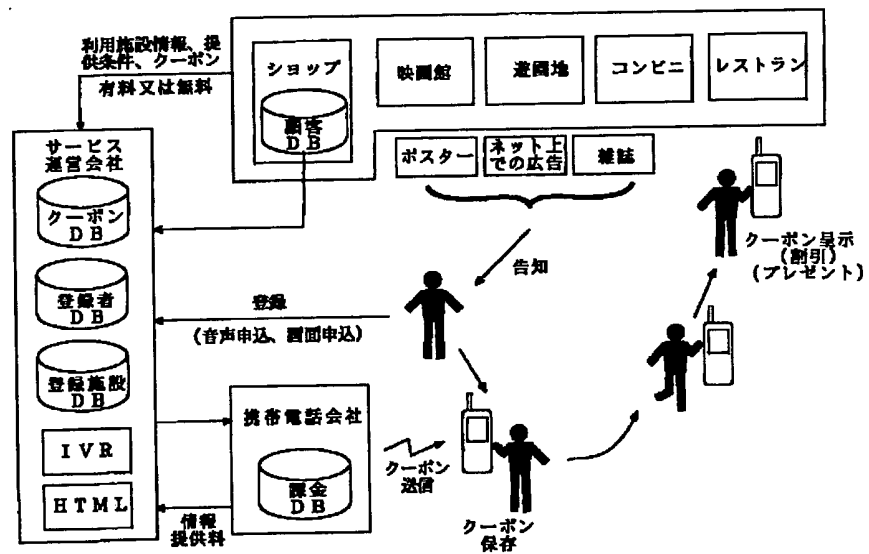 利用施設情報、提
供条件、クーポン
有料又は無料
ショップ
顧客
DB
映画館
遊園地
コンビニ
レストラン
ポスター
ネット上
での広告
雑誌
サービス
運営会社
クーポン
DB
登録者
DB
登録施設
DB
IVR
HTML
告知
登録
(音声申込、画面申込)
携帯電話会社
課金
DB
情報
提供料
クーポン
送信
クーポン
保存
クーポン呈示
(割引)
(プレゼント)